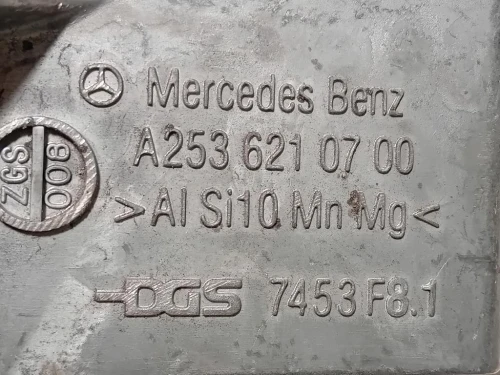 Mercedes Benz
A253 621 07 00
ZGS
008
>Al Si10 Mn Mg<
DGS 7453 F8.1